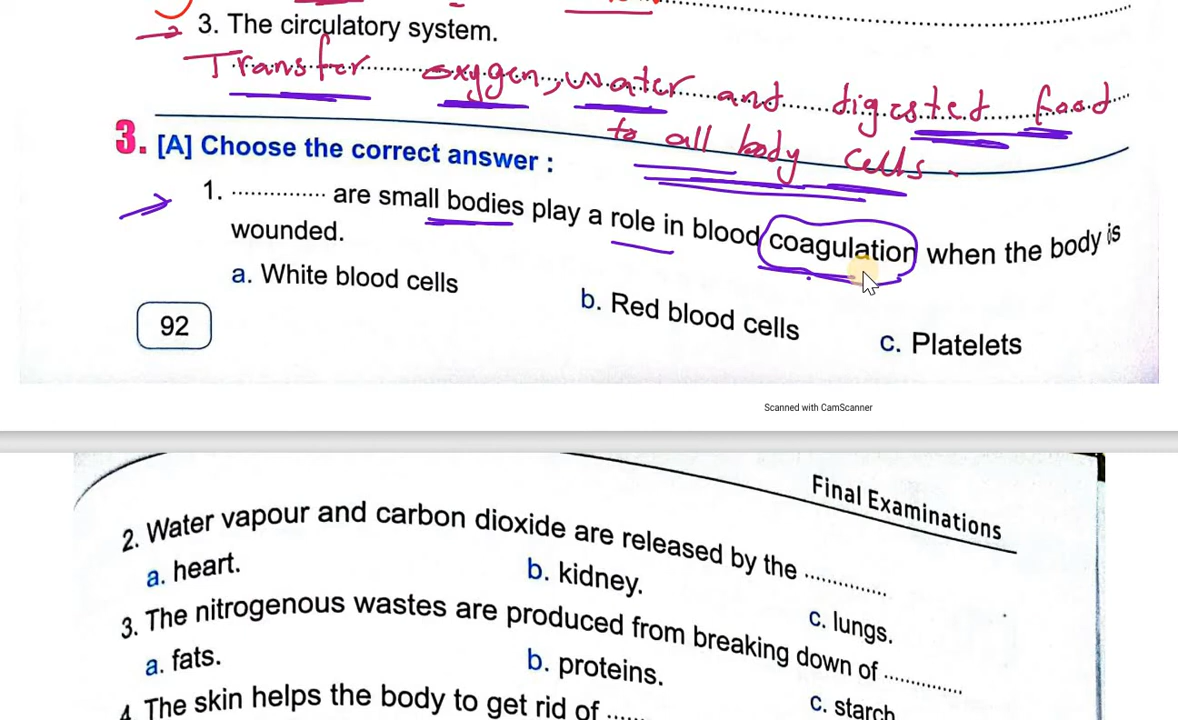 3. The circulatory system.
Transfer oxygen, water and digested food
to all body cells.
3. [A] Choose the correct answer :
1. .............. are small bodies play a role in blood coagulation when the body is
wounded.
a. White blood cells
b. Red blood cells
c. Platelets
92
Scanned with CamScanner
Final Examinations
2. Water vapour and carbon dioxide are released by the ............
a. heart.
b. kidney.
c. lungs.
3. The nitrogenous wastes are produced from breaking down of ............
a. fats.
b. proteins.
c. starch
4. The skin helps the body to get rid of .....